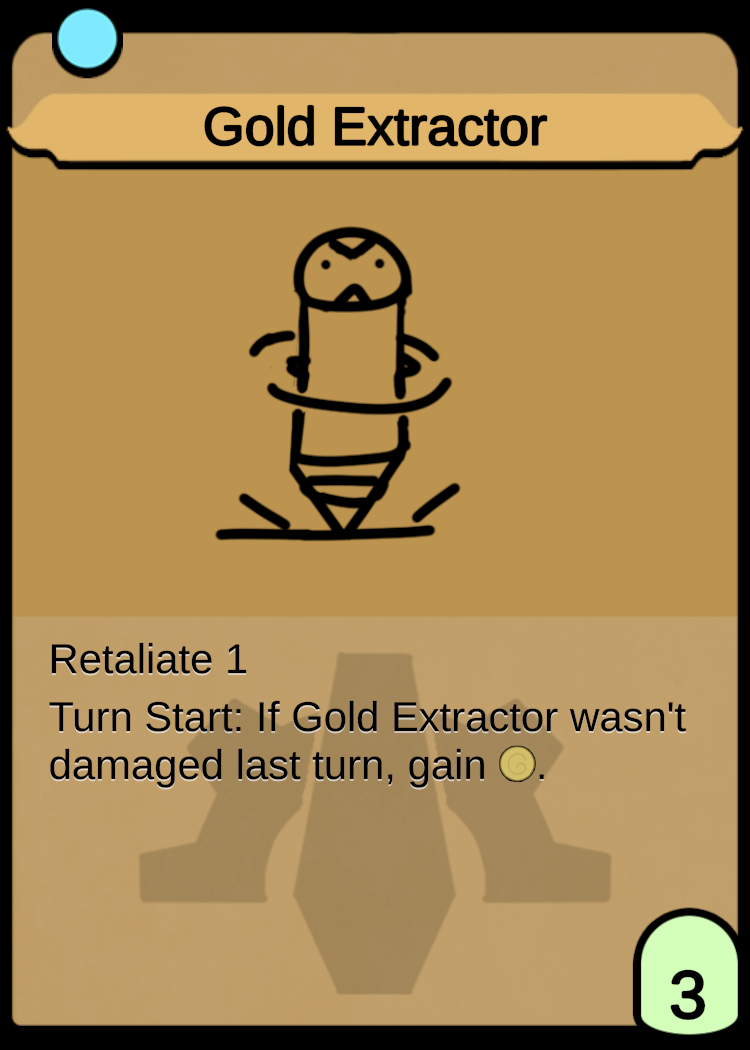 Gold Extractor
Retaliate 1
Turn Start: If Gold Extractor wasn't
damaged last turn, gain .
3